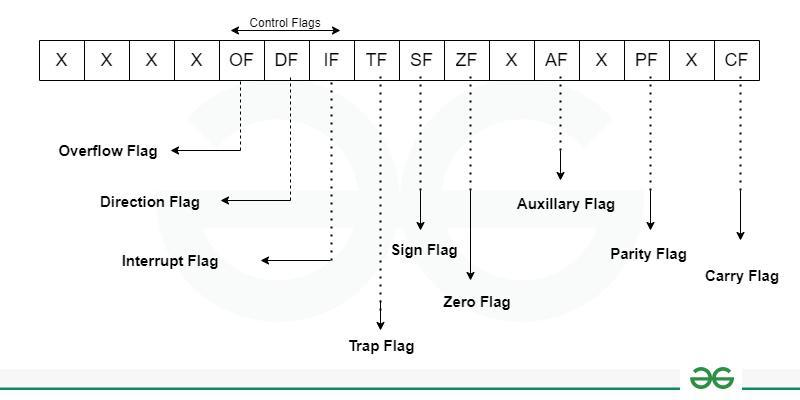 Control Flags
X X X X OF DF IF TF SF ZF X AF X PF X CF
Overflow Flag
Direction Flag
Auxillary Flag
Interrupt Flag
Sign Flag
Parity Flag
Carry Flag
Zero Flag
Trap Flag